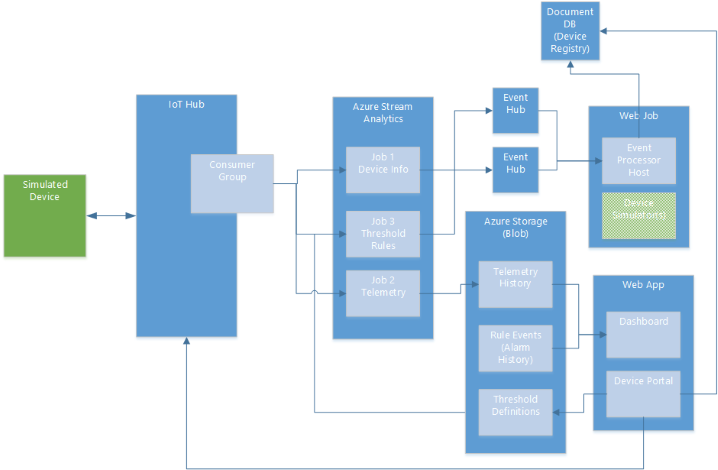 Document
DB
(Device
Registry)
IoT Hub
Azure Stream
Analytics
Event
Hub
Web Job
Consumer
Group
Job 1
Device Info
Event
Hub
Event
Processor
Host
Simulated
Device
Device
Simulator(s)
Job 3
Threshold
Rules
Azure Storage
(Blob)
Job 2
Telemetry
Telemetry
History
Web App
Dashboard
Rule Events
(Alarm
History)
Device Portal
Threshold
Definitions